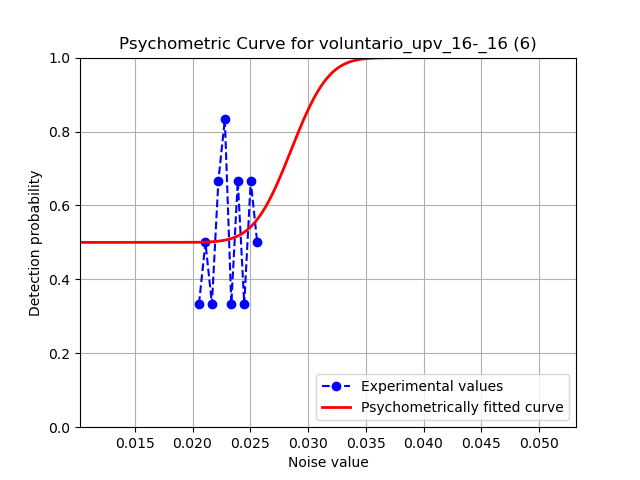 Psychometric Curve for voluntario_upv_16-_16 (6)
1.0
0.8
0.6
0.4
0.2
0.0
Detection probability
0.015 0.020 0.025 0.030 0.035 0.040 0.045 0.050
Noise value
Experimental values
Psychometrically fitted curve